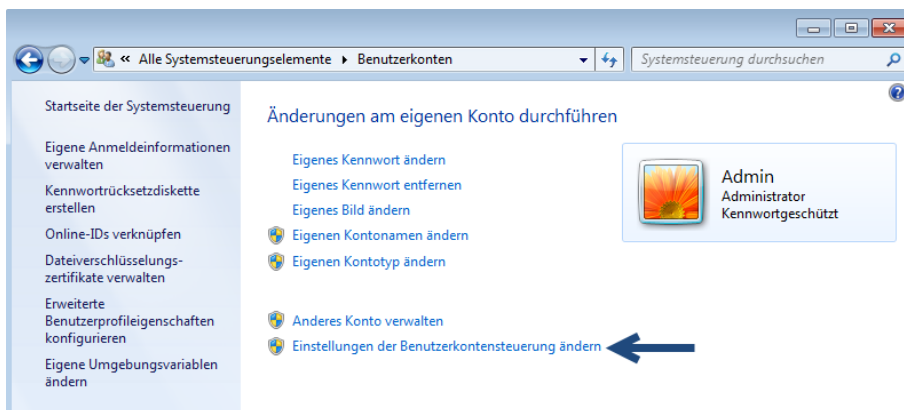 « Alle Systemsteuerungselemente ▸ Benutzerkonten
Systemsteuerung durchsuchen
Startseite der Systemsteuerung
Eigene Anmeldeinformationen
verwalten
Kennwortrücksetzdiskette
erstellen
Online-IDs verknüpfen
Dateiverschlüsselungs-
zertifikate verwalten
Erweiterte
Benutzerprofileigenschaften
konfigurieren
Eigene Umgebungsvariablen
ändern
Änderungen am eigenen Konto durchführen
Eigenes Kennwort ändern
Eigenes Kennwort entfernen
Eigenes Bild ändern
Eigenen Kontonamen ändern
Eigenen Kontotyp ändern
Anderes Konto verwalten
Einstellungen der Benutzerkontensteuerung ändern
Admin
Administrator
Kennwortgeschützt